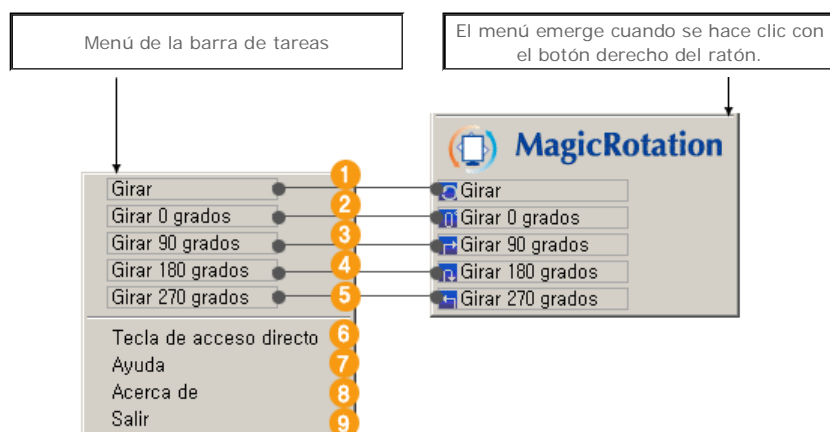 Menú de la barra de tareas
El menú emerge cuando se hace clic con
el botón derecho del ratón.
MagicRotation
Girar
1
Girar
Girar 0 grados
2
Girar 0 grados
Girar 90 grados
3
Girar 90 grados
Girar 180 grados
4
Girar 180 grados
Girar 270 grados
5
Girar 270 grados
Tecla de acceso directo
6
Ayuda
7
Acerca de
8
Salir
9